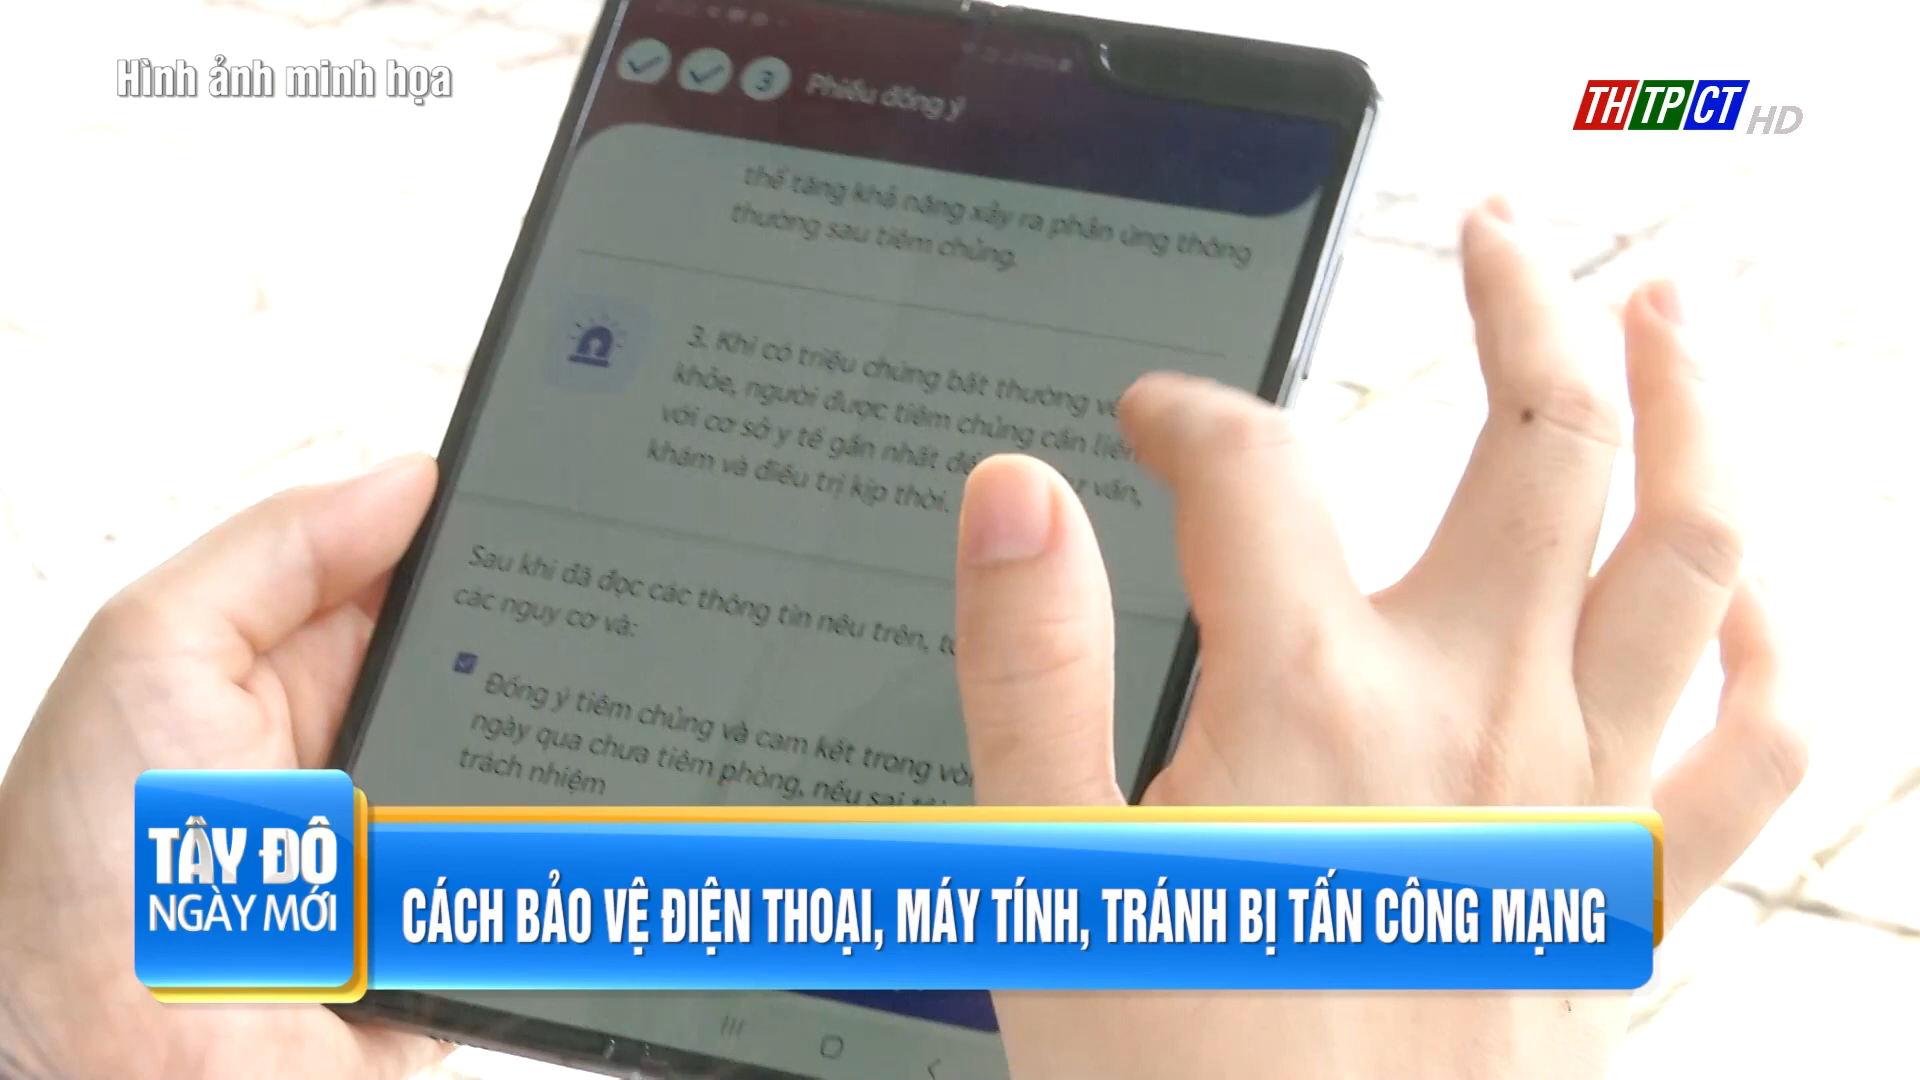 Hình ảnh minh họa
THTPCT HD
3 Phiếu đồng ý
thể tăng khả năng xảy ra phản ứng thông
thường sau tiêm chủng.
3. Khi có triệu chứng bất thường về
khỏe, người được tiêm chủng cần liên
với cơ sở y tế gần nhất để vấn,
khám và điều trị kịp thời.
Sau khi đã đọc các thông tin nêu trên,
các nguy cơ và:
Đồng ý tiêm chủng và cam kết trong
ngày qua chưa tiêm phòng, nếu sai
trách nhiệm
TÂY ĐÔ
NGÀY MỚI
CÁCH BẢO VỆ ĐIỆN THOẠI, MÁY TÍNH, TRÁNH BỊ TẤN CÔNG MẠNG